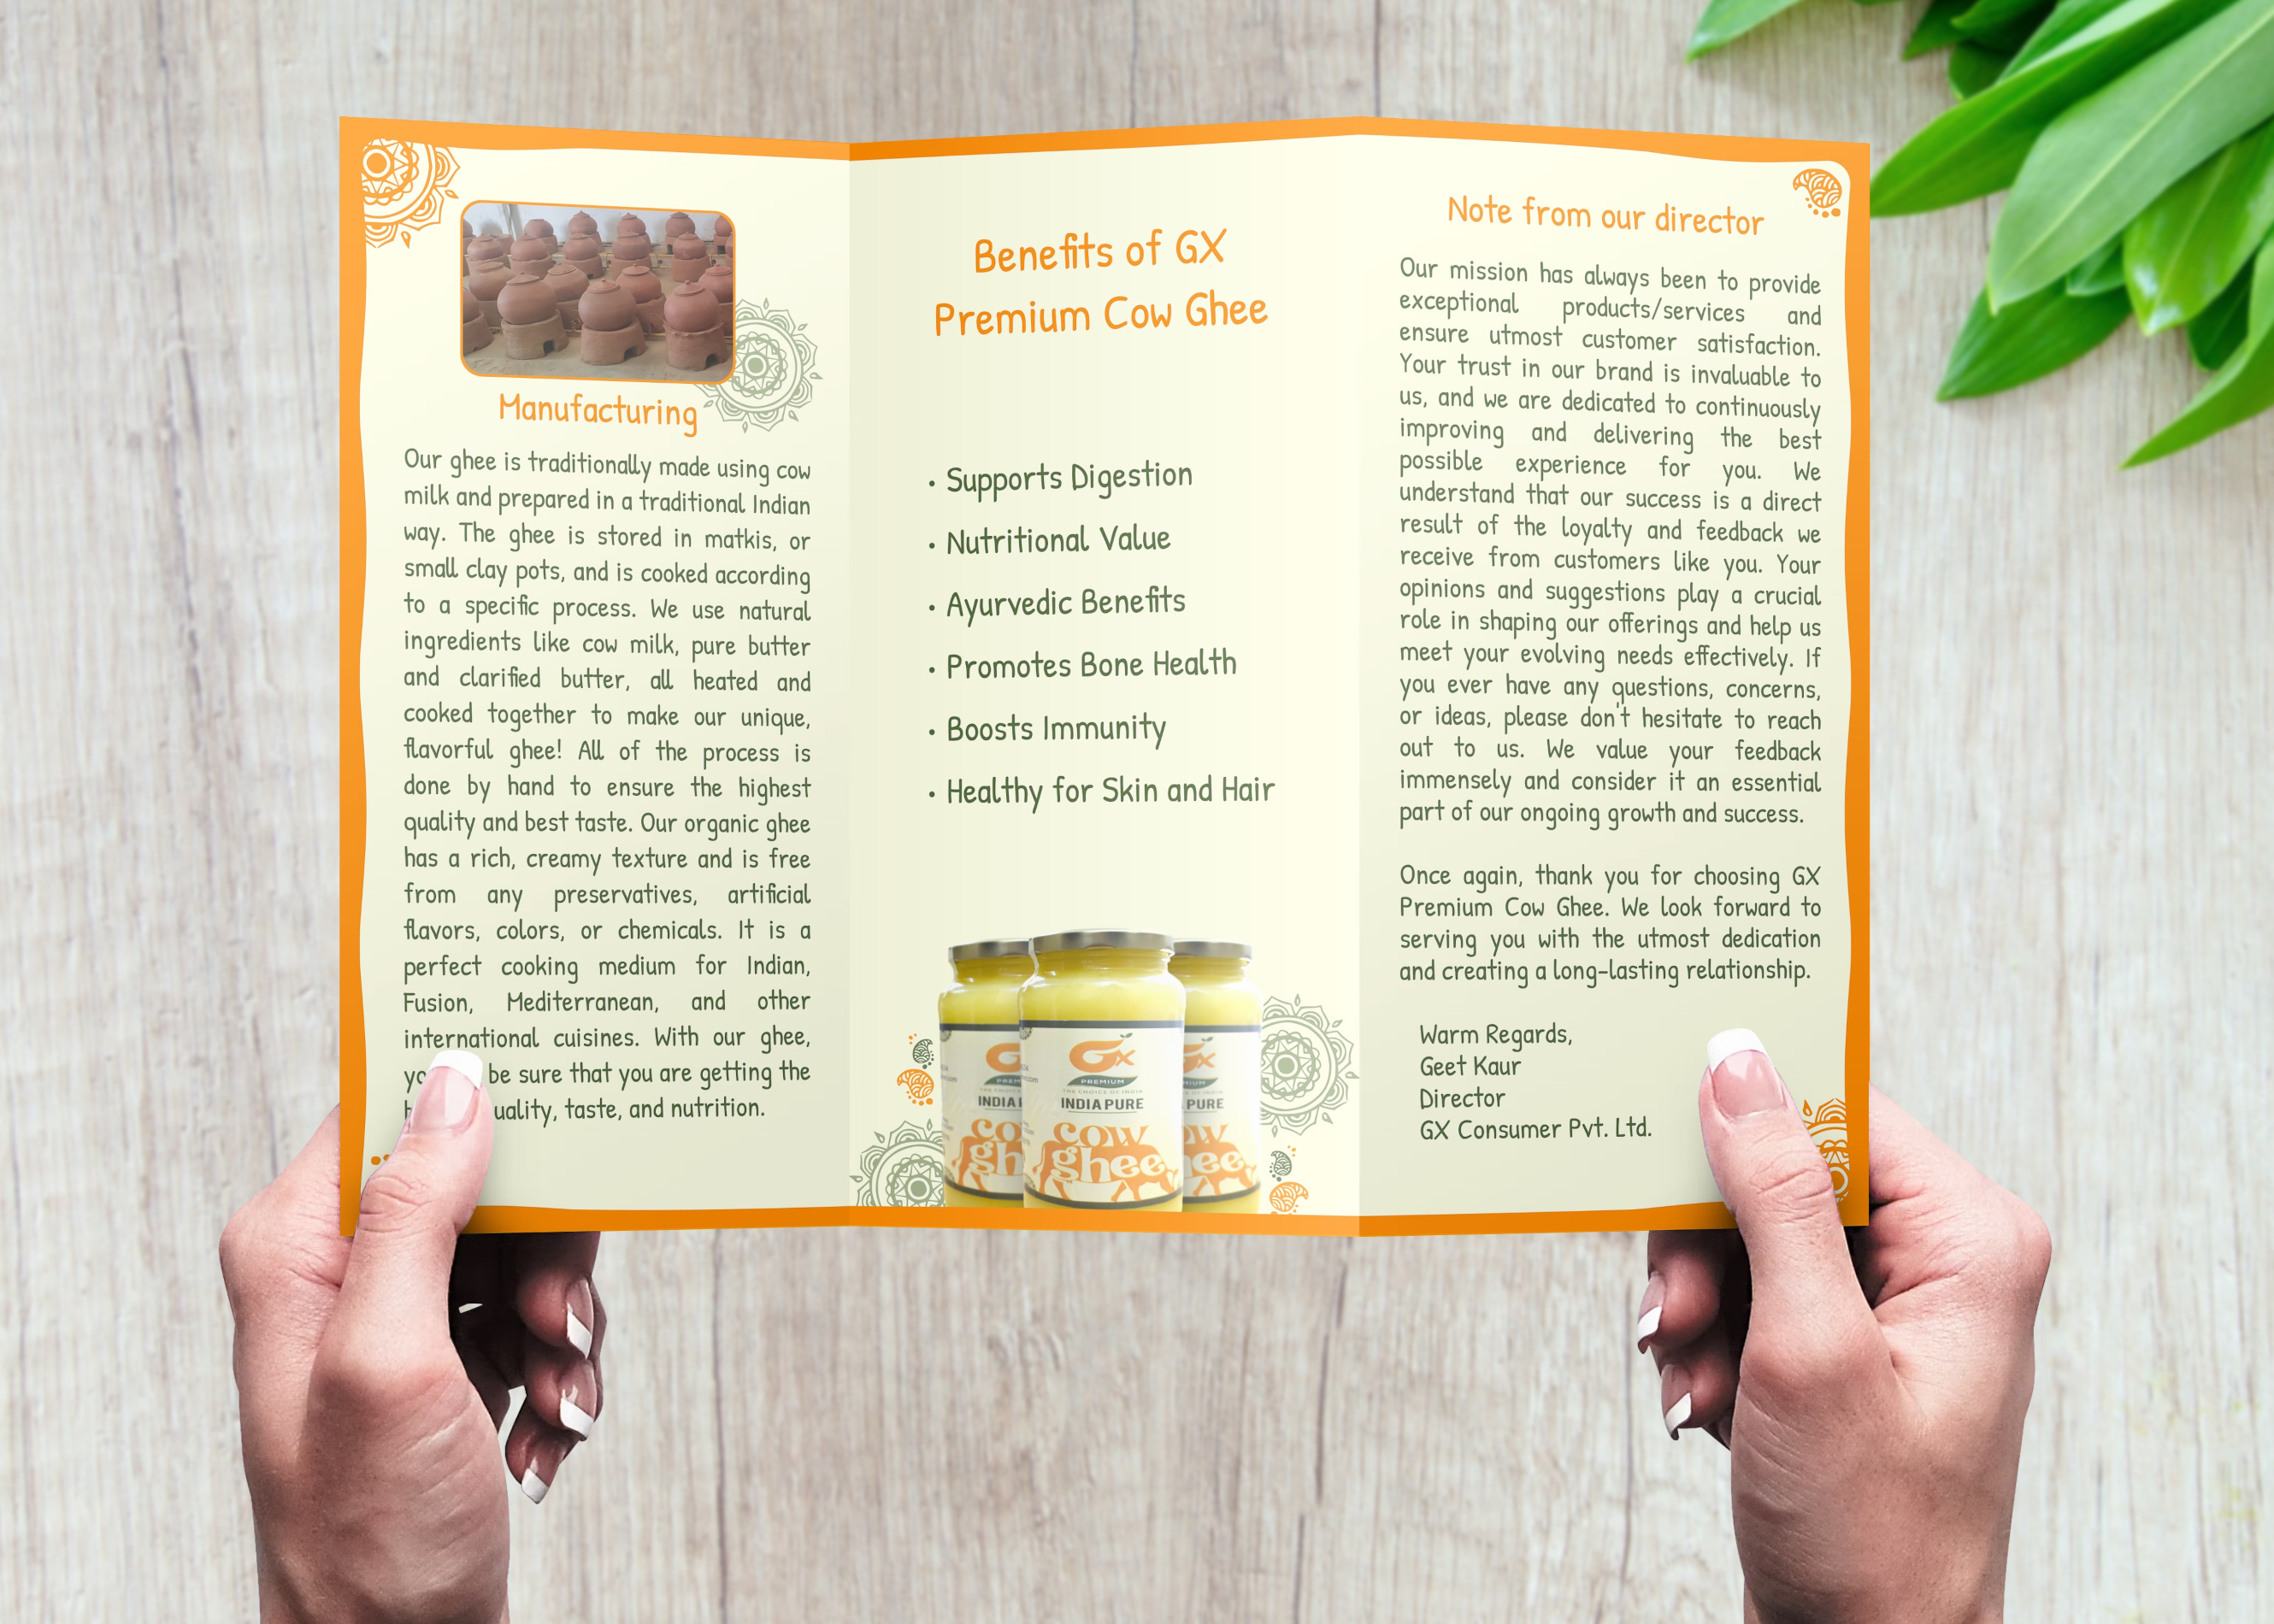 Manufacturing
Our ghee is traditionally made using cow
milk and prepared in a traditional Indian
way. The ghee is stored in matkis, or
small clay pots, and is cooked according
to a specific process. We use natural
ingredients like cow milk, pure butter
and clarified butter, all heated and
cooked together to make our unique,
flavorful ghee! All of the process is
done by hand to ensure the highest
quality and best taste. Our organic ghee
has a rich, creamy texture and is free
from any preservatives, artificial
flavors, colors, or chemicals. It is a
perfect cooking medium for Indian,
Fusion, Mediterranean, and other
international cuisines. With our ghee,
be sure that you are getting the
taste, and nutrition.
Benefits of GX
Premium Cow Ghee
• Supports Digestion
• Nutritional Value
• Ayurvedic Benefits
• Promotes Bone Health
• Boosts Immunity
• Healthy for Skin and Hair
Gx
PREMIUM
THE CHOICE OF INDIA
INDIA PURE
cow
ghee
Note from our director
Our mission has always been to provide
exceptional products/services and
ensure utmost customer satisfaction.
Your trust in our brand is invaluable to
us, and we are dedicated to continuously
improving and delivering the best
possible experience for you. We
understand that our success is a direct
result of the loyalty and feedback we
receive from customers like you. Your
opinions and suggestions play a crucial
role in shaping our offerings and help us
meet your evolving needs effectively. If
you ever have any questions, concerns,
or ideas, please don't hesitate to reach
out to us. We value your feedback
immensely and consider it an essential
part of our ongoing growth and success.
Once again, thank you for choosing GX
Premium Cow Ghee. We look forward to
serving you with the utmost dedication
and creating a long-lasting relationship.
Warm Regards,
Geet Kaur
Director
GX Consumer Pvt. Ltd.